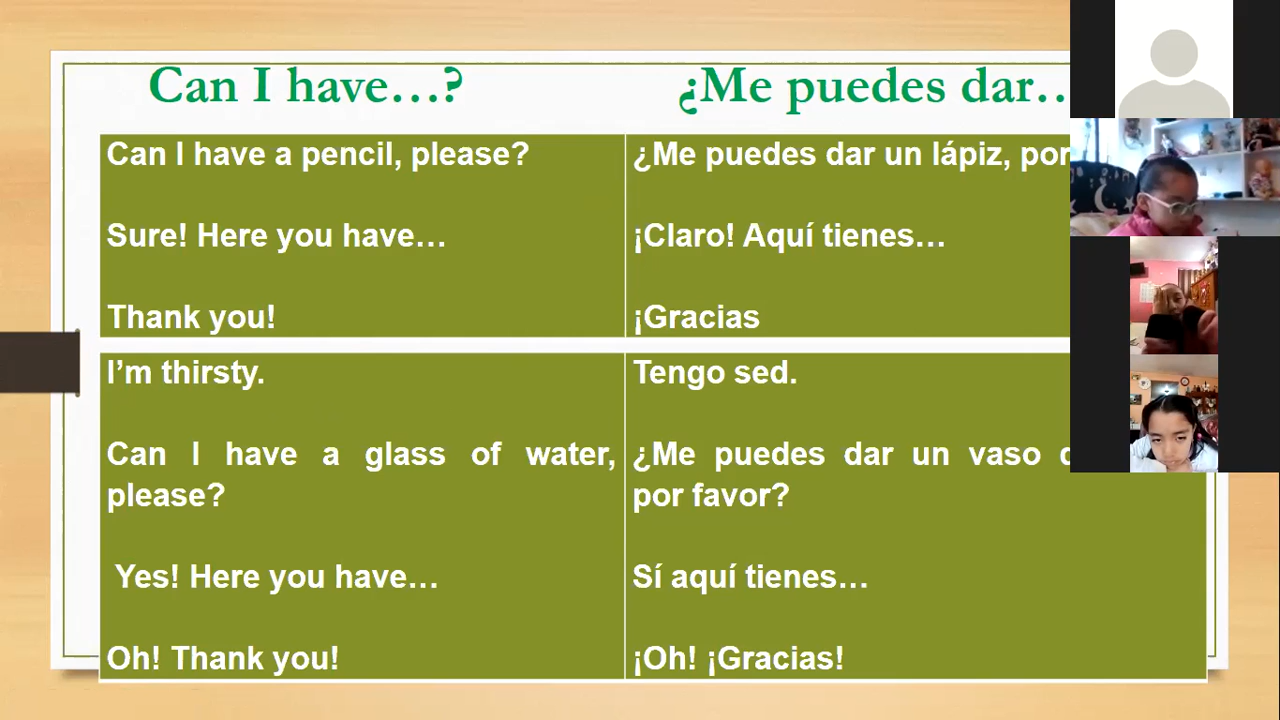 Can I have…?
¿Me puedes dar…
Can I have a pencil, please?
Sure! Here you have…
Thank you!
¿Me puedes dar un lápiz, por
¡Claro! Aquí tienes…
¡Gracias
I’m thirsty.
Can I have a glass of water,
please?
Yes! Here you have…
Oh! Thank you!
Tengo sed.
¿Me puedes dar un vaso
por favor?
Sí aquí tienes…
¡Oh! ¡Gracias!